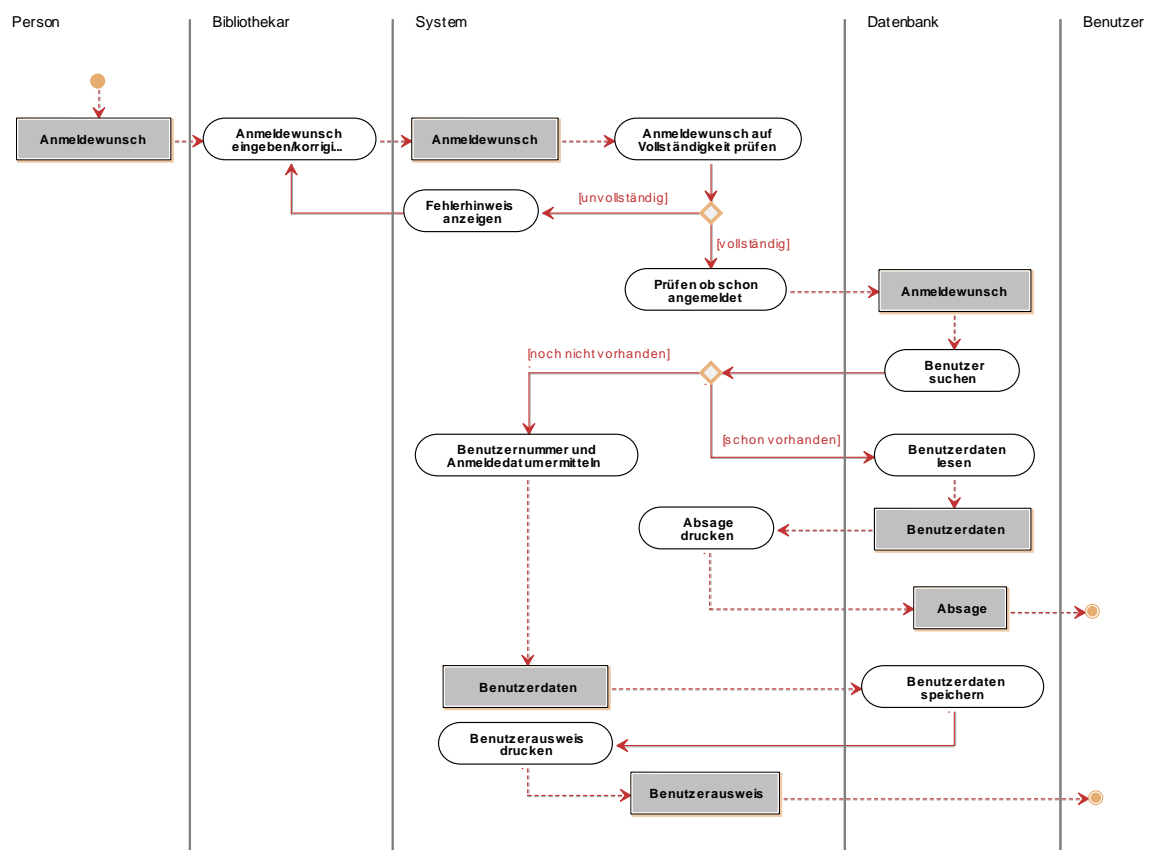 Person
Bibliothekar
System
Datenbank
Benutzer
Anmeldewunsch
Anmeldewunsch
eingeben/korrigi...
Anmeldewunsch
Anmeldewunsch auf
Vollständigkeit prüfen
Fehlerhinweis
anzeigen
[unvollständig]
[vollständig]
Prüfen ob schon
angemeldet
Anmeldewunsch
[noch nicht vorhanden]
Benutzer
suchen
[schon vorhanden]
Benutzernummer und
Anmeldedatum ermitteln
Benutzerdaten
lesen
Absage
drucken
Benutzerdaten
Absage
Benutzerdaten
Benutzerdaten
speichern
Benutzerausweis
drucken
Benutzerausweis